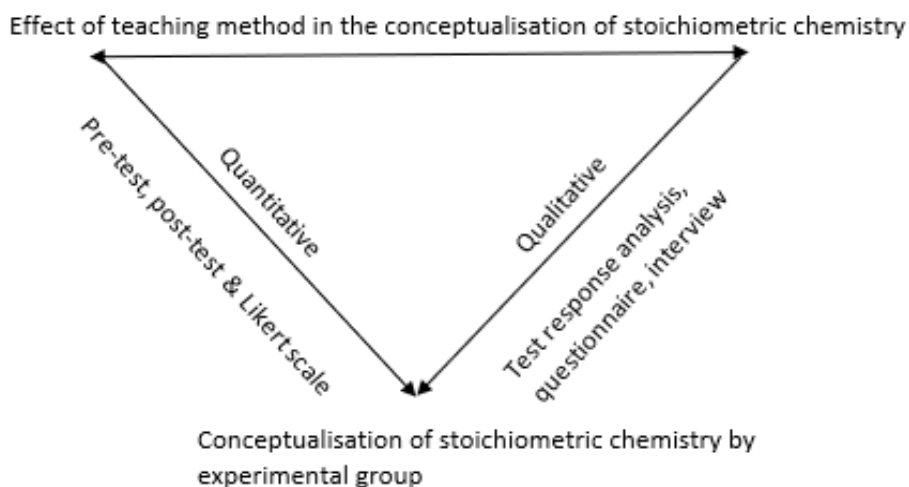 Effect of teaching method in the conceptualisation of stoichiometric chemistry
Quantitative
Pre-test, post-test & Likert scale
Qualitative
Test response analysis,
questionnaire, interview
Conceptualisation of stoichiometric chemistry by
experimental group